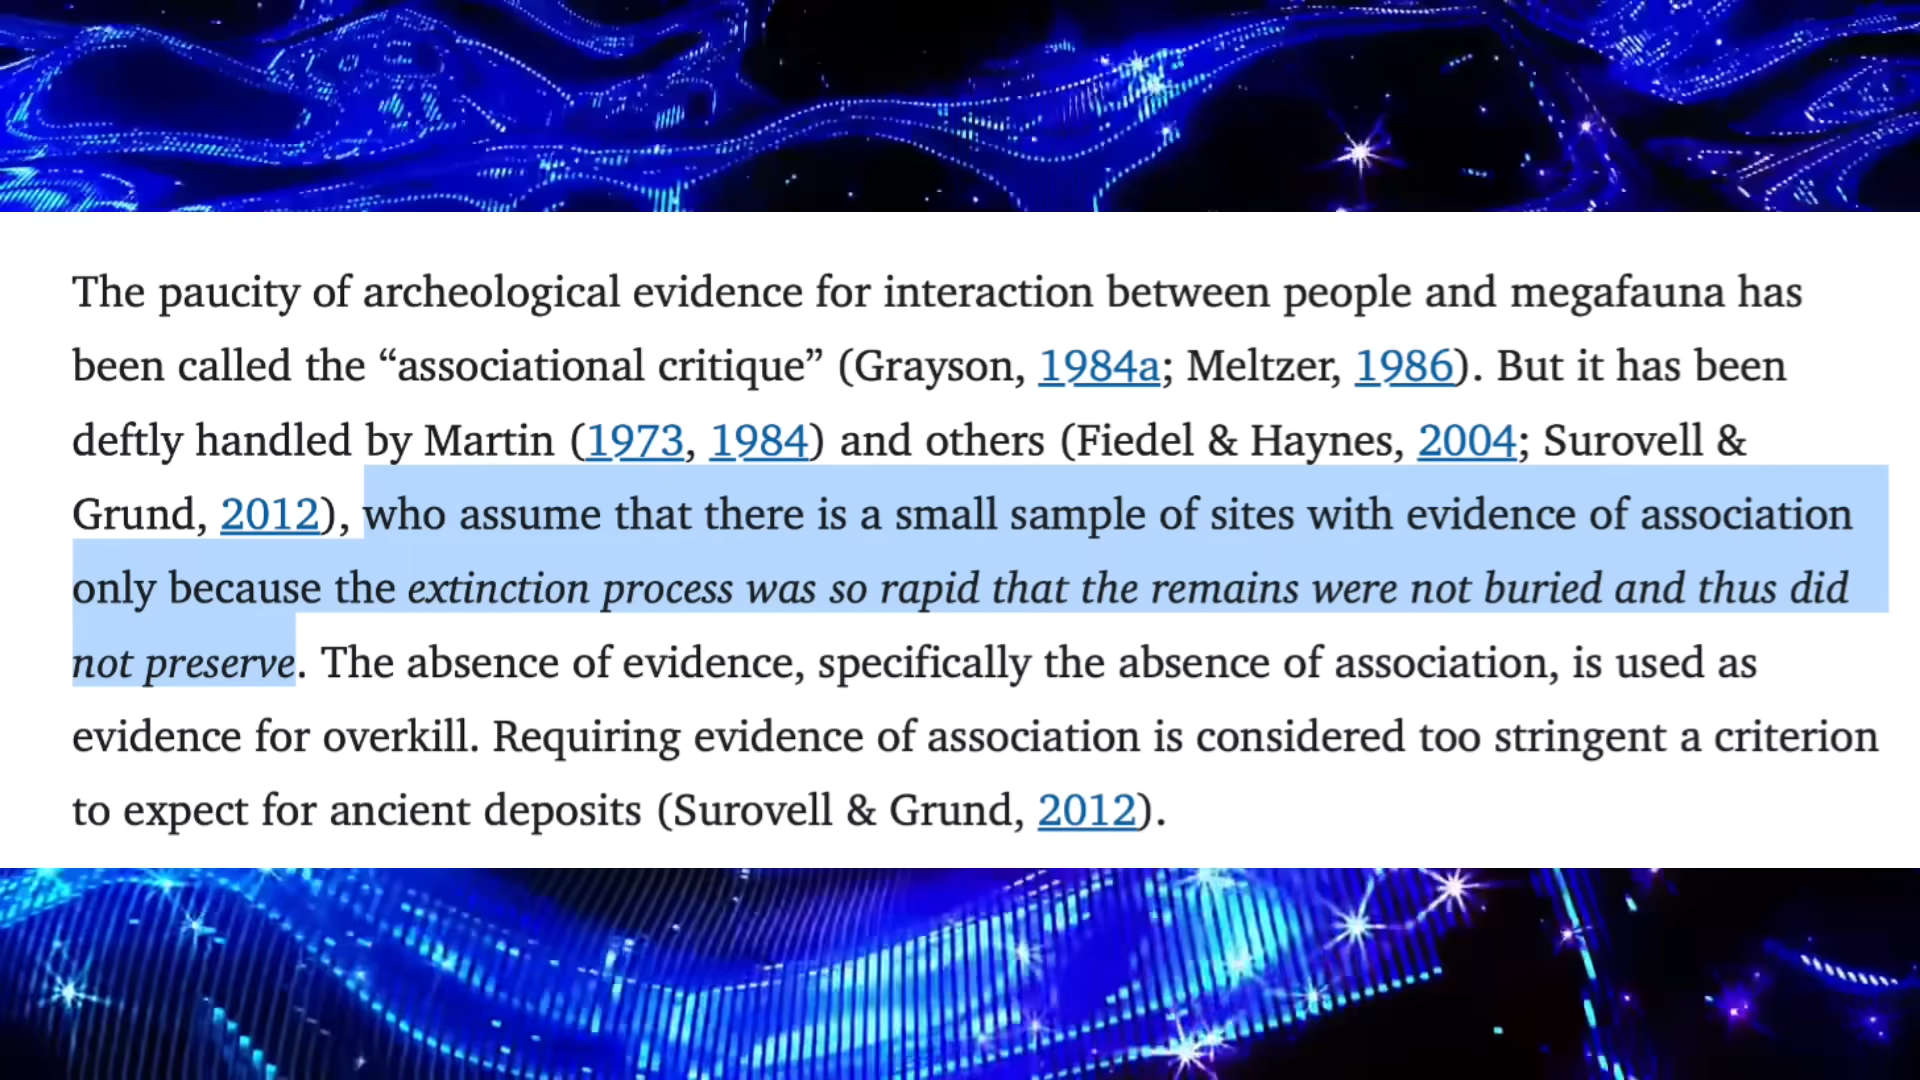 The paucity of archeological evidence for interaction between people and megafauna has
been called the “associational critique” (Grayson, 1984a; Meltzer, 1986). But it has been
deftly handled by Martin (1973, 1984) and others (Fiedel & Haynes, 2004; Surovell &
Grund, 2012), who assume that there is a small sample of sites with evidence of association
only because the extinction process was so rapid that the remains were not buried and thus did
not preserve. The absence of evidence, specifically the absence of association, is used as
evidence for overkill. Requiring evidence of association is considered too stringent a criterion
to expect for ancient deposits (Surovell & Grund, 2012).